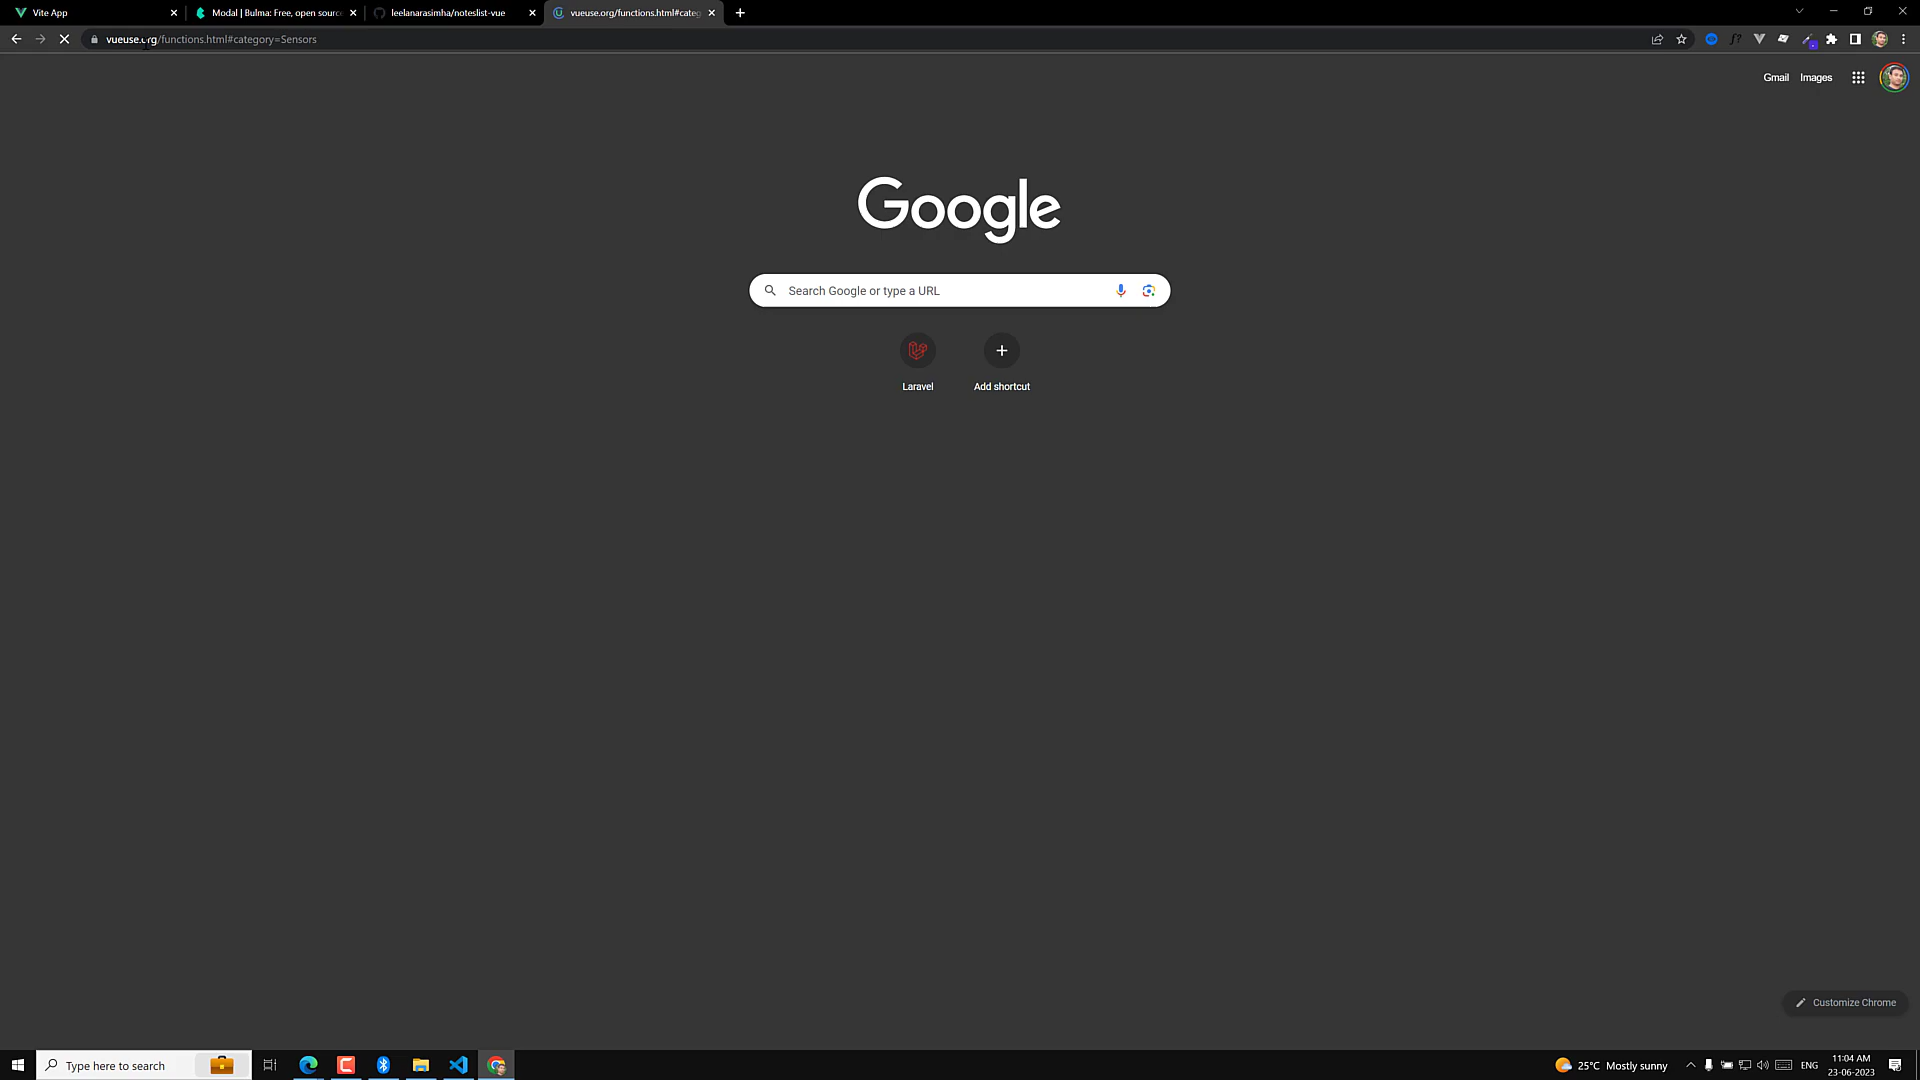 Vite App
Modal | Bulma: Free, open source
leelanarasimha/noteslist-vue
vueuse.org/functions.html#categ
vueuse.org/functions.html#category=Sensors
Gmail
Images
Google
Search Google or type a URL
Laravel
Add shortcut
Customize Chrome
Type here to search
25°C Mostly sunny
ENG
11:04 AM
23-06-2023